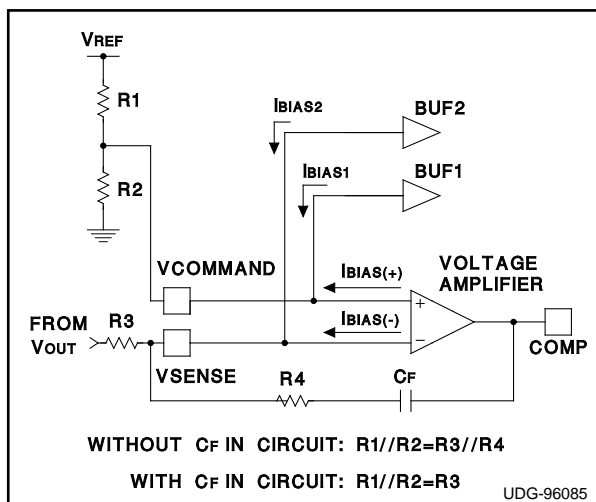 VREF
R1
R2
IBIAS2
BUF2
IBIAS1
BUF1
VCOMMAND
IBIAS(+)
VOLTAGE
AMPLIFIER
FROM
VOUT
R3
VSENSE
IBIAS(-)
+
−
COMP
R4
CF
WITHOUT CF IN CIRCUIT: R1//R2=R3//R4
WITH CF IN CIRCUIT: R1//R2=R3
UDG-96085